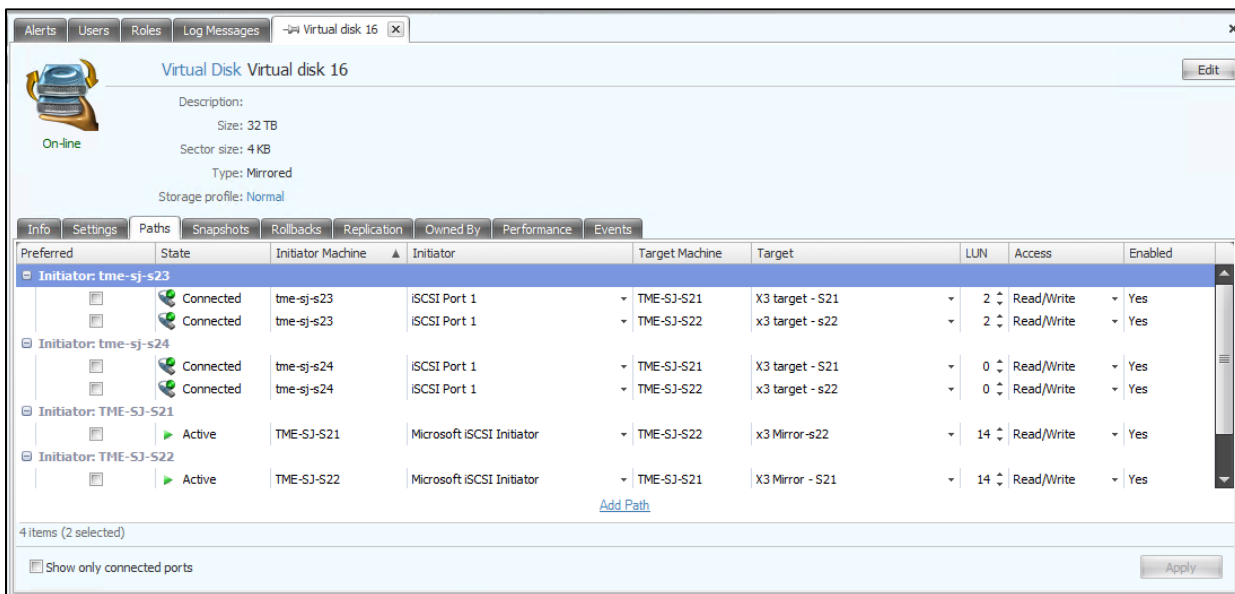 Alerts Users Roles Log Messages Virtual disk 16
Virtual Disk Virtual disk 16 Edit
Description:
On-line Size: 32 TB
Sector size: 4 KB
Type: Mirrored
Storage profile: Normal
Info Settings Paths Snapshots Rollbacks Replication Owned By Performance Events
Preferred State Initiator Machine Initiator Target Machine Target LUN Access Enabled
Initiator: tme-sj-s23
Connected tme-sj-s23 iSCSI Port 1 TME-SJ-S21 X3 target - S21 2 Read/Write Yes
Connected tme-sj-s23 iSCSI Port 1 TME-SJ-S22 x3 target - s22 2 Read/Write Yes
Initiator: tme-sj-s24
Connected tme-sj-s24 iSCSI Port 1 TME-SJ-S21 X3 target - S21 0 Read/Write Yes
Connected tme-sj-s24 iSCSI Port 1 TME-SJ-S22 x3 target - s22 0 Read/Write Yes
Initiator: TME-SJ-S21
Active TME-SJ-S21 Microsoft iSCSI Initiator TME-SJ-S22 x3 Mirror-s22 14 Read/Write Yes
Initiator: TME-SJ-S22
Active TME-SJ-S22 Microsoft iSCSI Initiator TME-SJ-S21 X3 Mirror - S21 14 Read/Write Yes
Add Path
4 items (2 selected)
Show only connected ports Apply